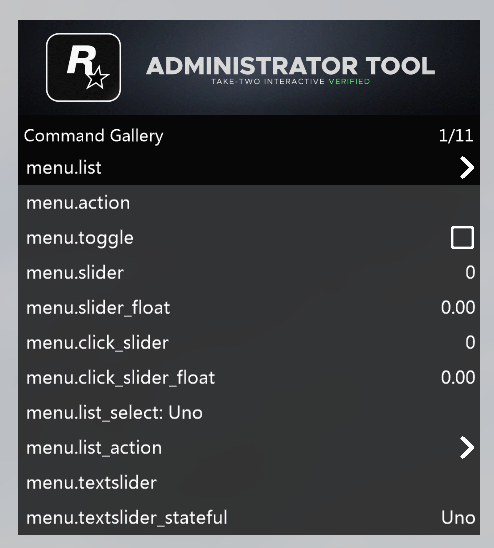 R
ADMINISTRATOR TOOL
TAKE-TWO INTERACTIVE VERIFIED
Command Gallery 1/11
menu.list
menu.action
menu.toggle
menu.slider 0
menu.slider_float 0.00
menu.click_slider 0
menu.click_slider_float 0.00
menu.list_select: Uno
menu.list_action
menu.textslider
menu.textslider_stateful Uno